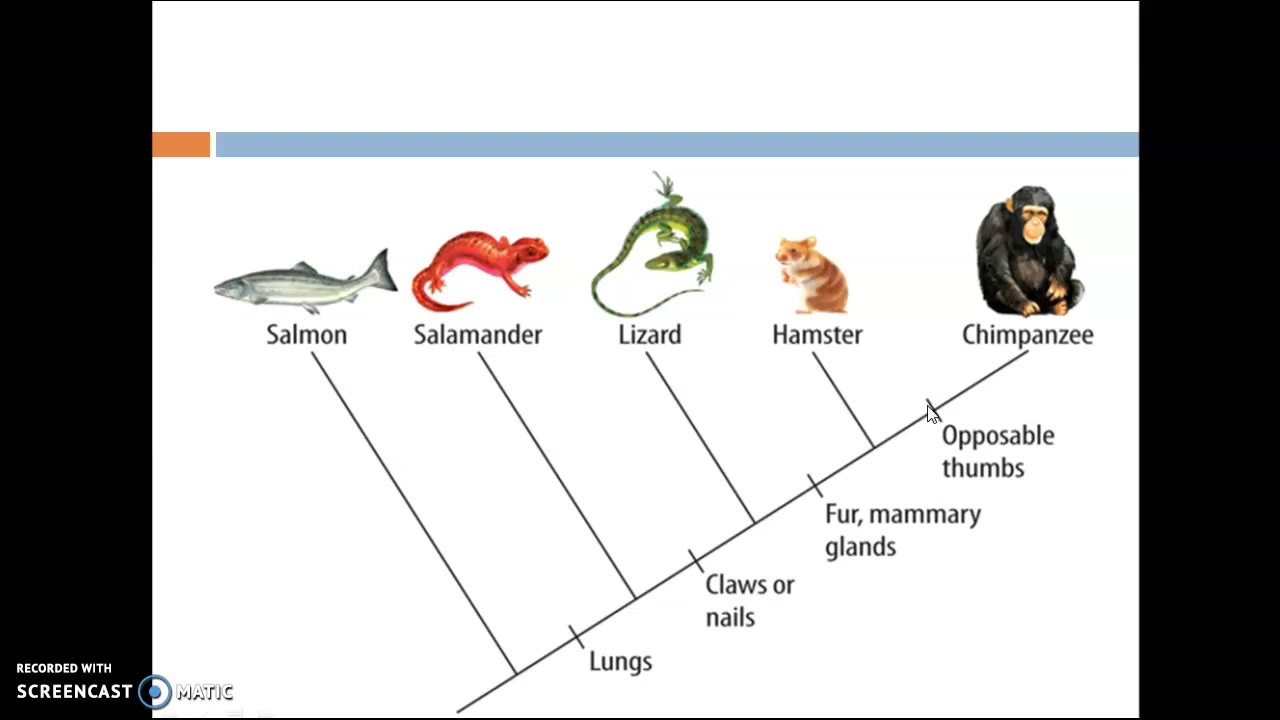 Salmon Salamander Lizard Hamster Chimpanzee
Opposable
thumbs
Fur, mammary
glands
Claws or
nails
Lungs
RECORDED WITH
SCREENCAST MATIC